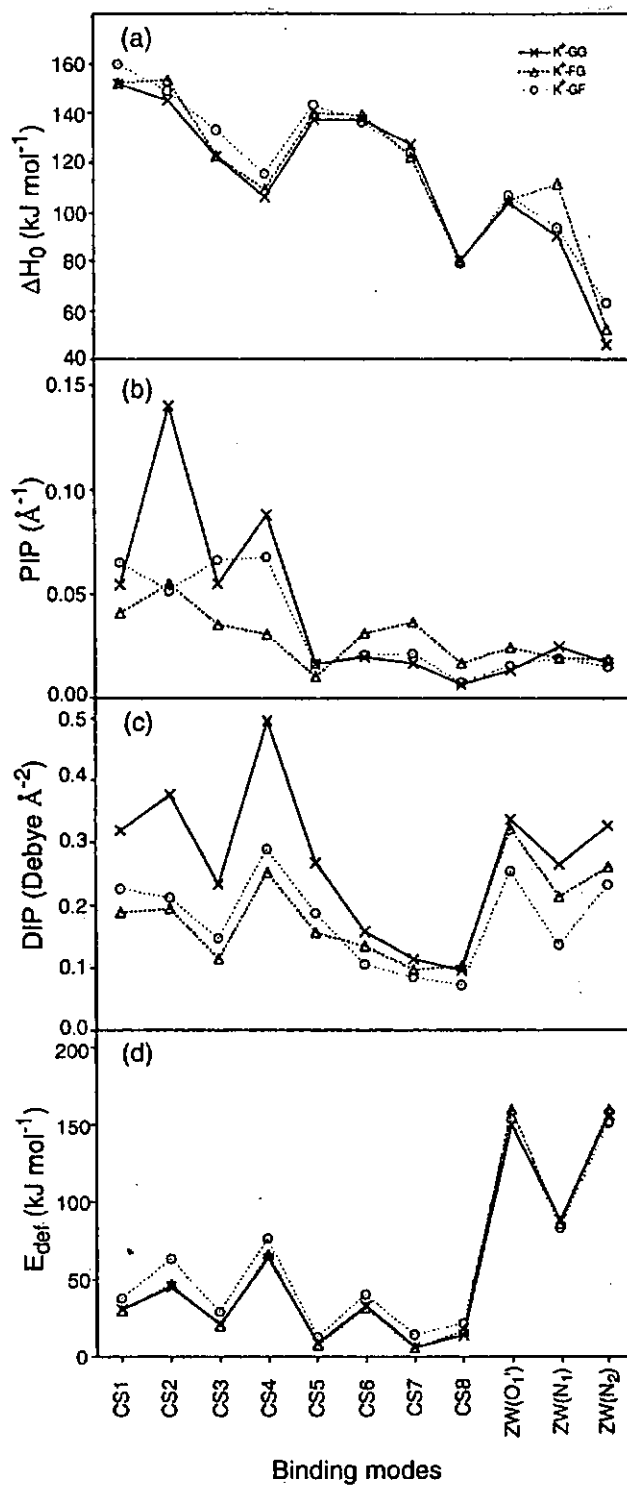 (a)
K⁺-GG
K⁺-FG
K⁺-GF
160
140
120
100
80
60
40
ΔH₀ (kJ mol⁻¹)
(b)
0.15
0.10
0.05
0.00
PIP (Å⁻¹)
(c)
0.5
0.4
0.3
0.2
0.1
0.0
DIP (Debye Å⁻²)
(d)
200
150
100
50
0
E_def (kJ mol⁻¹)
CS1
CS2
CS3
CS4
CS5
CS6
CS7
CS8
ZW(O₁')
ZW(N₁)
ZW(N₂)
Binding modes